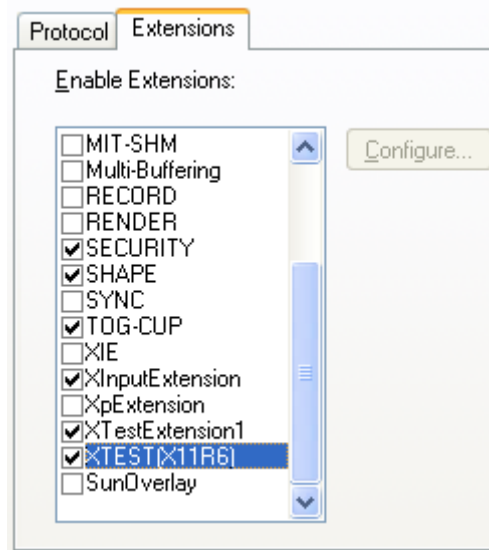 Protocol Extensions
Enable Extensions:
MIT-SHM
Configure...
Multi-Buffering
RECORD
RENDER
SECURITY
SHAPE
SYNC
TOG-CUP
XIE
XInputExtension
XpExtension
XTestExtension1
XTEST(X11R6)
SunOverlay